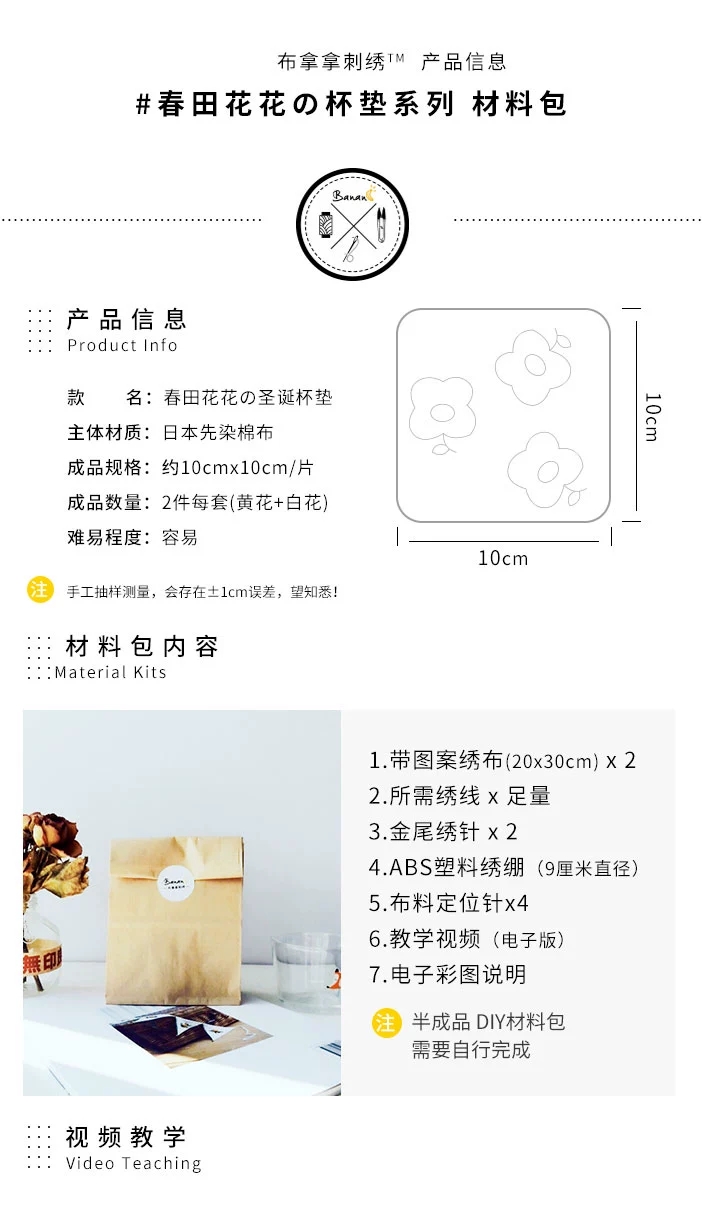 布拿拿刺绣™ 产品信息
#春田花花の杯垫系列 材料包
Banan
产品信息
Product Info
款 名：春田花花の圣诞杯垫
主体材质：日本先染棉布
成品规格：约10cmx10cm/片
成品数量：2件每套(黄花+白花)
难易程度：容易
10cm
10cm
注 手工抽样测量，会存在±1cm误差，望知悉!
材料包内容
Material Kits
Banan
無印
1.带图案绣布(20x30cm) x 2
2.所需绣线 x 足量
3.金尾绣针 x 2
4.ABS塑料绣绷（9厘米直径）
5.布料定位针x4
6.教学视频（电子版）
7.电子彩图说明
注 半成品 DIY材料包
需要自行完成
视频教学
Video Teaching